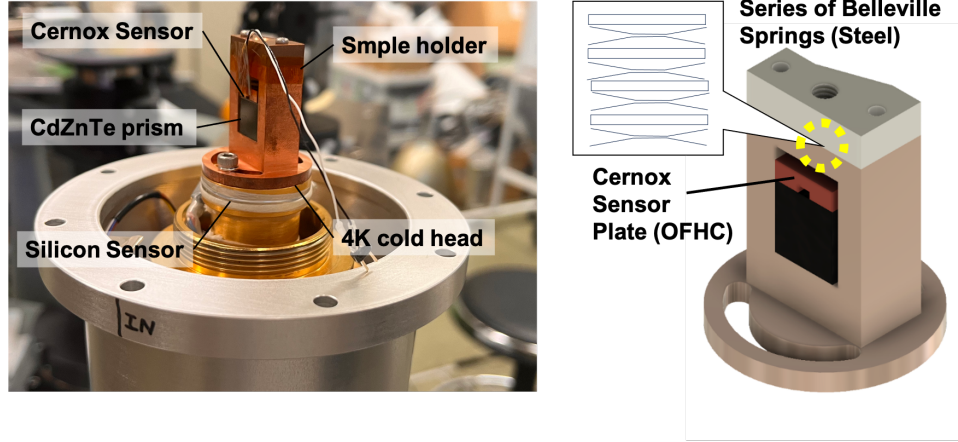 Cernox Sensor
Smple holder
CdZnTe prism
Silicon Sensor
4K cold head
IN
Series of Belleville
Springs (Steel)
Cernox
Sensor
Plate (OFHC)